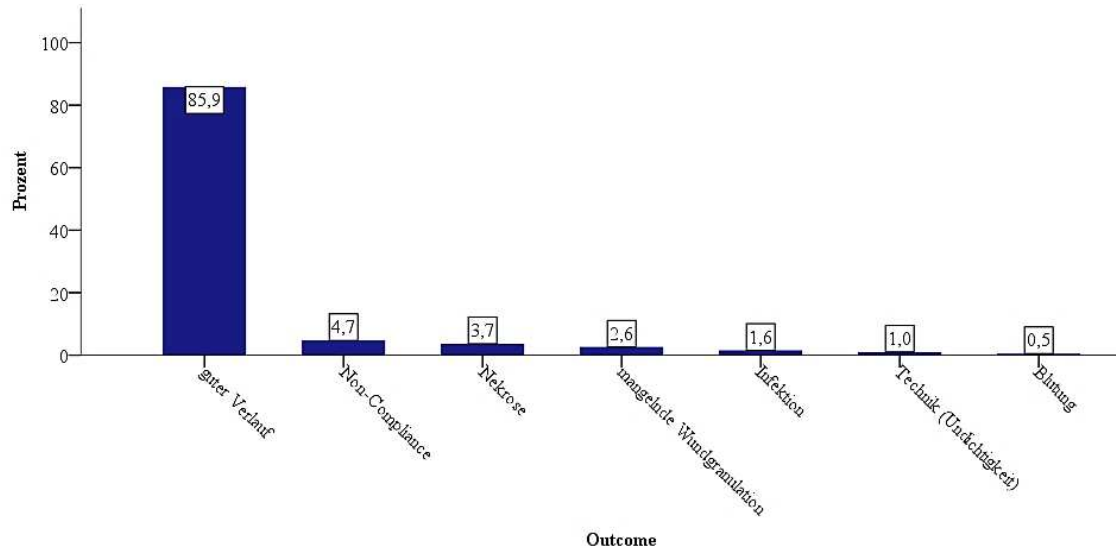 100
80
60
40
20
0
Prozent
85,9
4,7
3,7
2,6
1,6
1,0
0,5
guter Verlauf
Non-Compliance
Nekrose
mangelnde Wundgranulation
Infektion
Technik (Undichtigkeit)
Blutung
Outcome